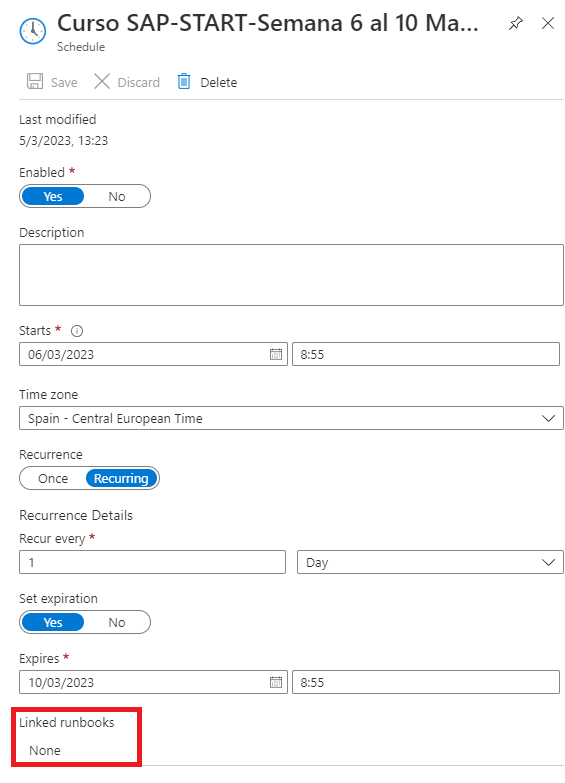 Curso SAP-START-Semana 6 al 10 Ma...
Schedule
Save Discard Delete
Last modified
5/3/2023, 13:23
Enabled *
Yes No
Description
Starts *
06/03/2023 8:55
Time zone
Spain - Central European Time
Recurrence
Once Recurring
Recurrence Details
Recur every *
1 Day
Set expiration
Yes No
Expires *
10/03/2023 8:55
Linked runbooks
None